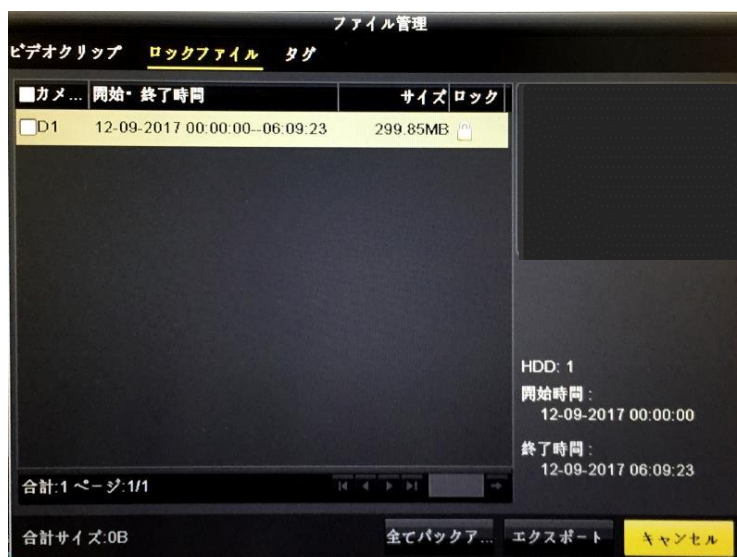 ファイル管理
ビデオクリップ ロックファイル タグ
カメ... 開始・終了時間 サイズ ロック
D1 12-09-2017 00:00:00--06:09:23 299.85MB
HDD: 1
開始時間:
12-09-2017 00:00:00
終了時間:
12-09-2017 06:09:23
合計:1 ページ:1/1
合計サイズ:0B 全てバックア... エクスポート キャンセル